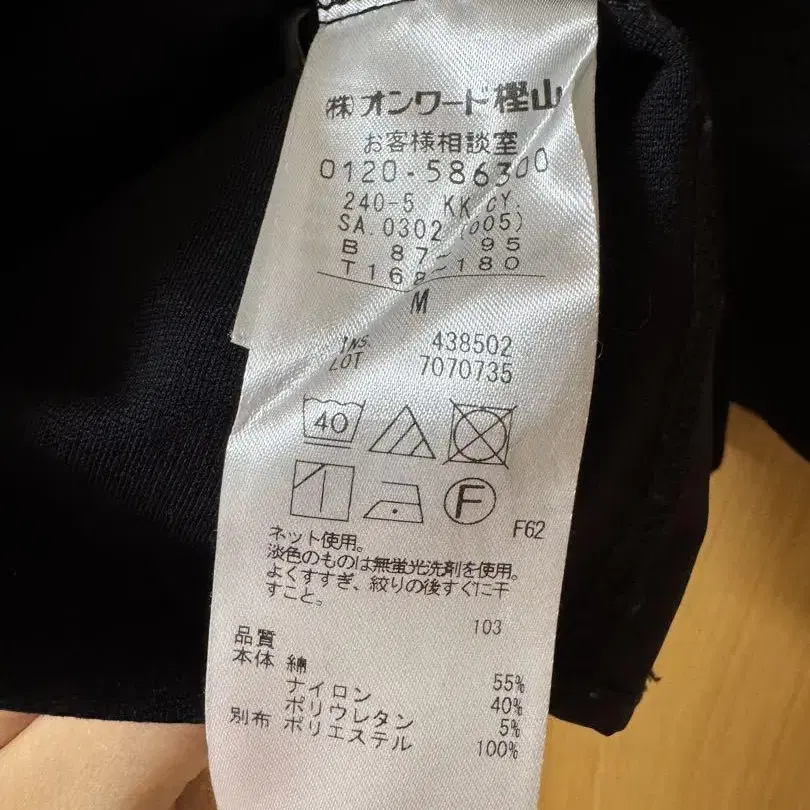 (株)オンワード樫山
お客様相談室
0120-586300
240-5 KK CY.
SA.0302 (005)
B 87-95
T 168-180
M
INS. 438502
LOT 7070735
40
F F62
ネット使用。
淡色のものは無蛍光洗剤を使用。
よくすすぎ、絞りの後すぐに干
すこと。
103
品質
本体 綿 55%
ナイロン 40%
ポリウレタン 5%
別布 ポリエステル 100%